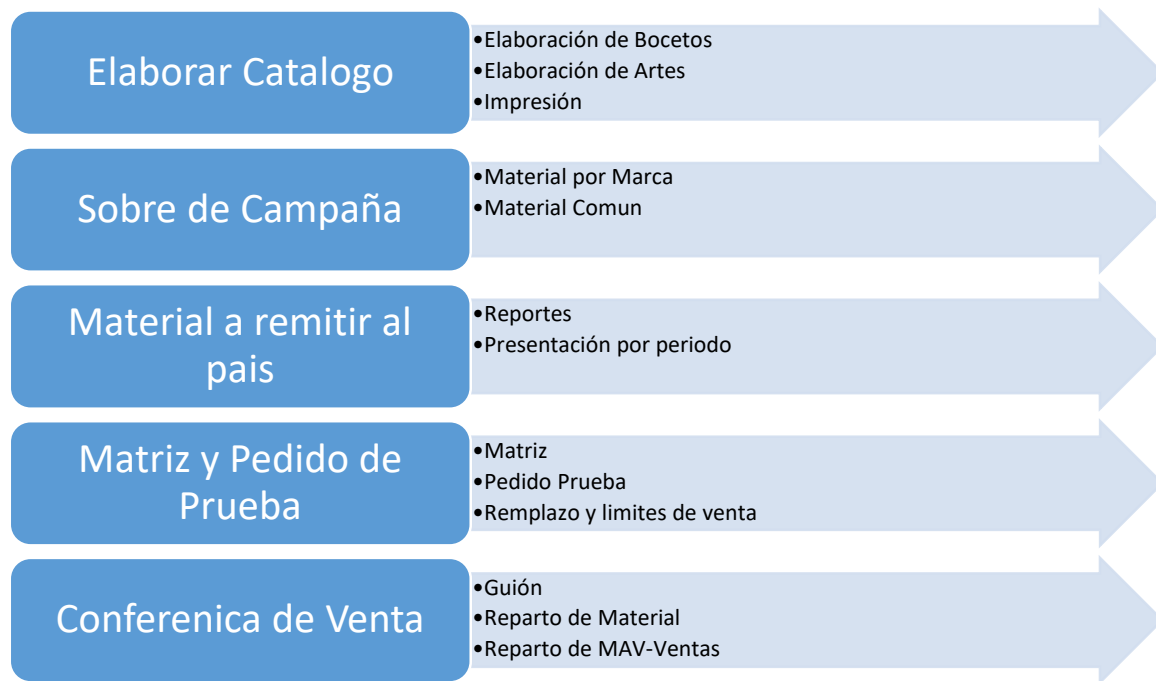 Elaborar Catalogo
•Elaboración de Bocetos
•Elaboración de Artes
•Impresión
Sobre de Campaña
•Material por Marca
•Material Comun
Material a remitir al
pais
•Reportes
•Presentación por periodo
Matriz y Pedido de
Prueba
•Matriz
•Pedido Prueba
•Remplazo y limites de venta
Conferenica de Venta
•Guión
•Reparto de Material
•Reparto de MAV-Ventas